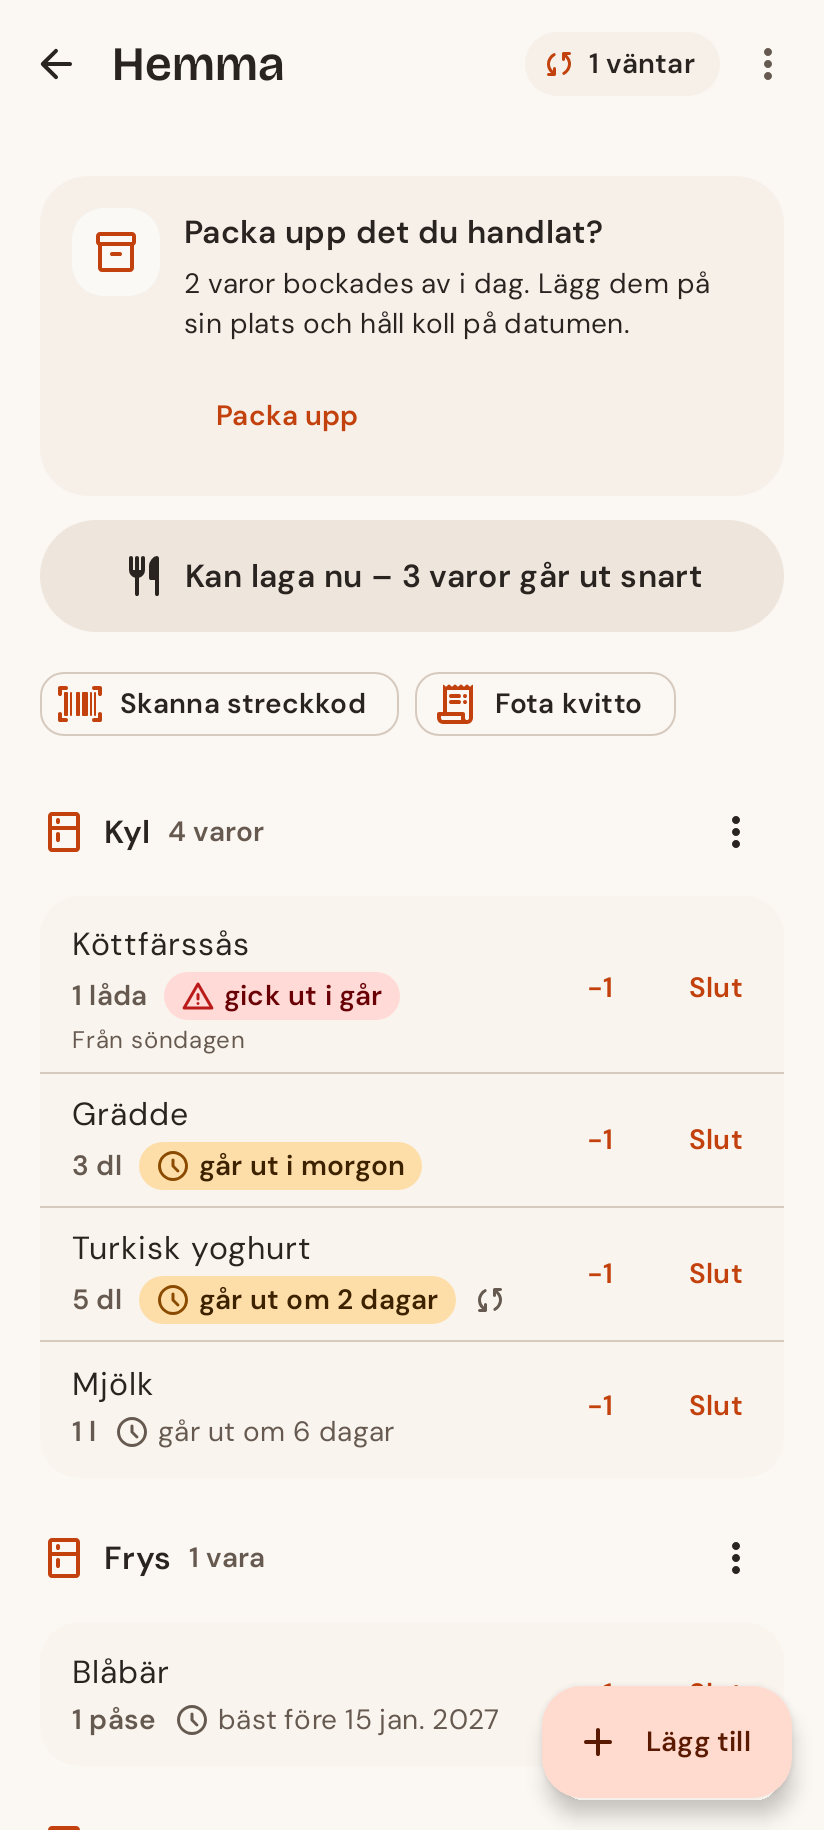 Hemma
1 väntar
Packa upp det du handlat?
2 varor bockades av i dag. Lägg dem på
sin plats och håll koll på datumen.
Packa upp
Kan laga nu – 3 varor går ut snart
Skanna streckkod
Fota kvitto
Kyl 4 varor
Köttfärssås
1 låda gick ut i går
Från söndagen
−1 Slut
Grädde
3 dl går ut i morgon
−1 Slut
Turkisk yoghurt
5 dl går ut om 2 dagar
−1 Slut
Mjölk
1 l går ut om 6 dagar
−1 Slut
Frys 1 vara
Blåbär
1 påse bäst före 15 jan. 2027
Lägg till